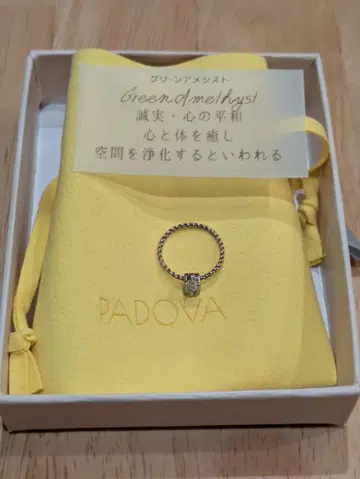 グリーンアメジスト
Green Amethyst
誠実・心の平和
心と体を癒し
空間を浄化するといわれる
PADOVA